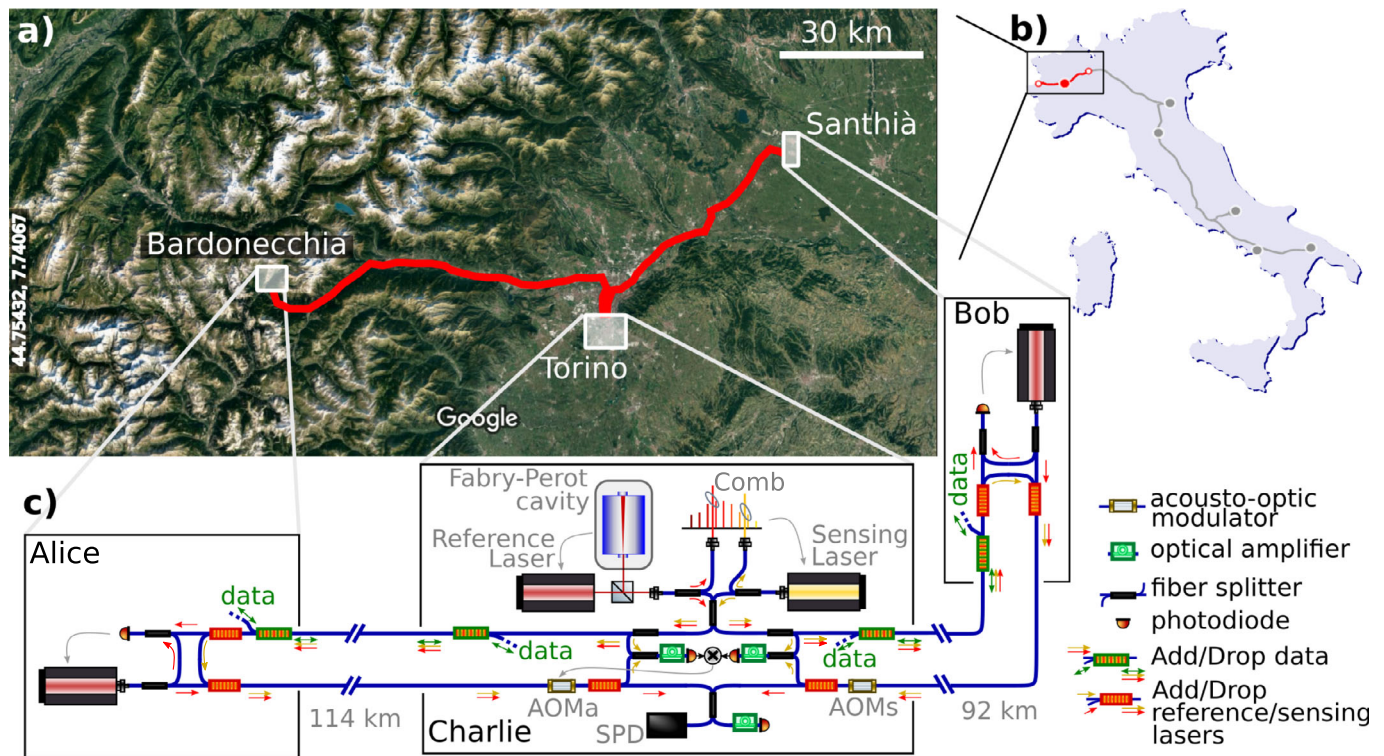 a)
30 km
b)
Santhià
Bardonecchia
44.75432, 7.74067
Torino
Google
Bob
data
c)
Fabry-Perot
cavity
Comb
Reference
Laser
Sensing
Laser
acousto-optic
modulator
optical amplifier
fiber splitter
photodiode
Add/Drop data
Add/Drop
reference/sensing
lasers
Alice
data
data
data
114 km
AOMa
Charlie
SPD
AOMs
92 km